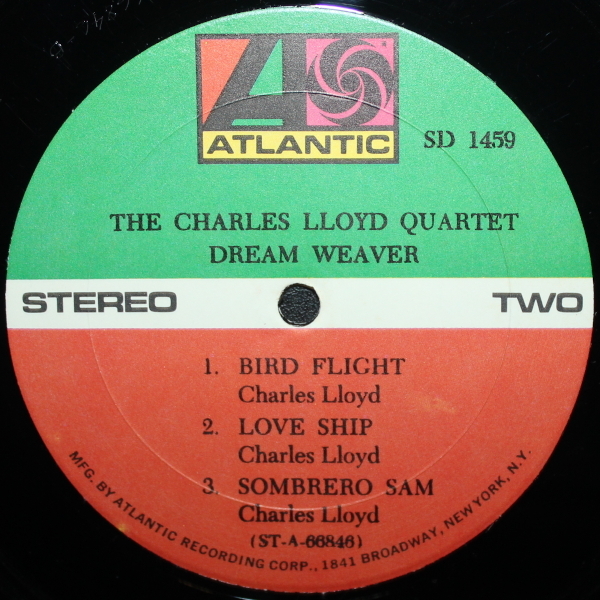 ATLANTIC
SD 1459
THE CHARLES LLOYD QUARTET
DREAM WEAVER
STEREO
TWO
1. BIRD FLIGHT
Charles Lloyd
2. LOVE SHIP
Charles Lloyd
3. SOMBRERO SAM
Charles Lloyd
(ST-A-66846)
MFG. BY ATLANTIC RECORDING CORP., 1841 BROADWAY, NEW YORK, N.Y.